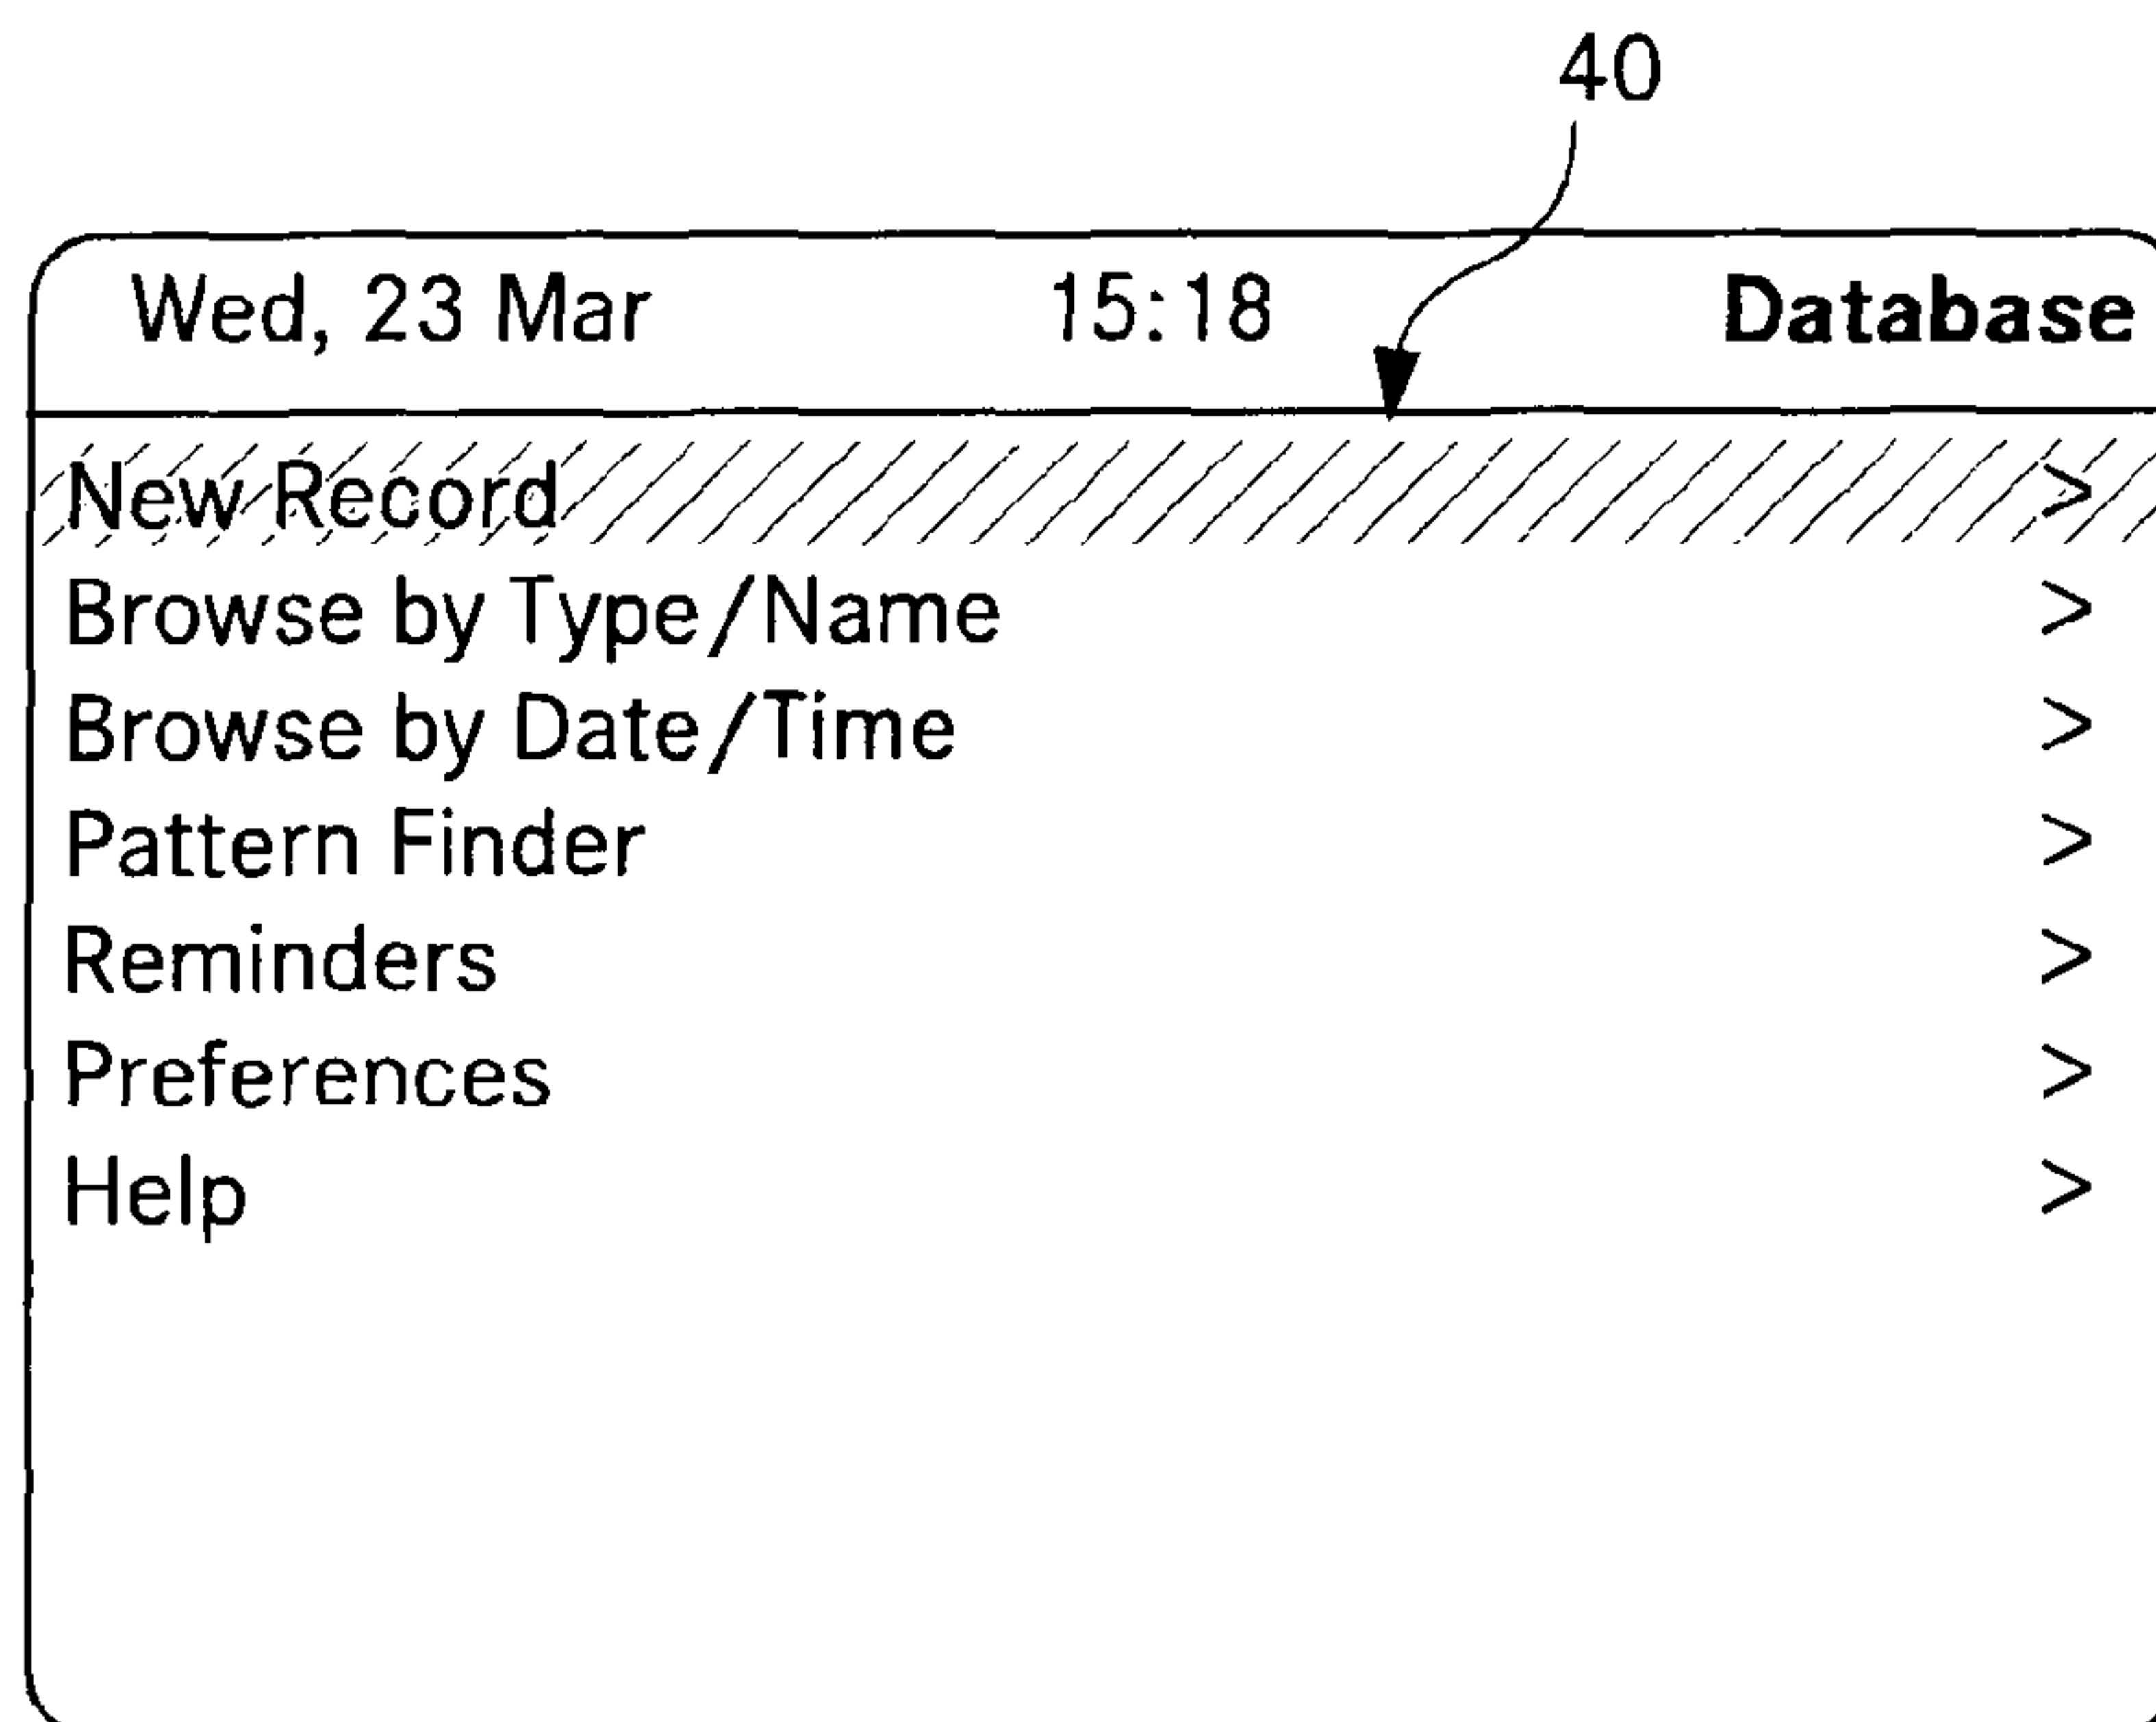 40
Wed, 23 Mar 15:18 Database
New Record >
Browse by Type/Name >
Browse by Date/Time >
Pattern Finder >
Reminders >
Preferences >
Help >